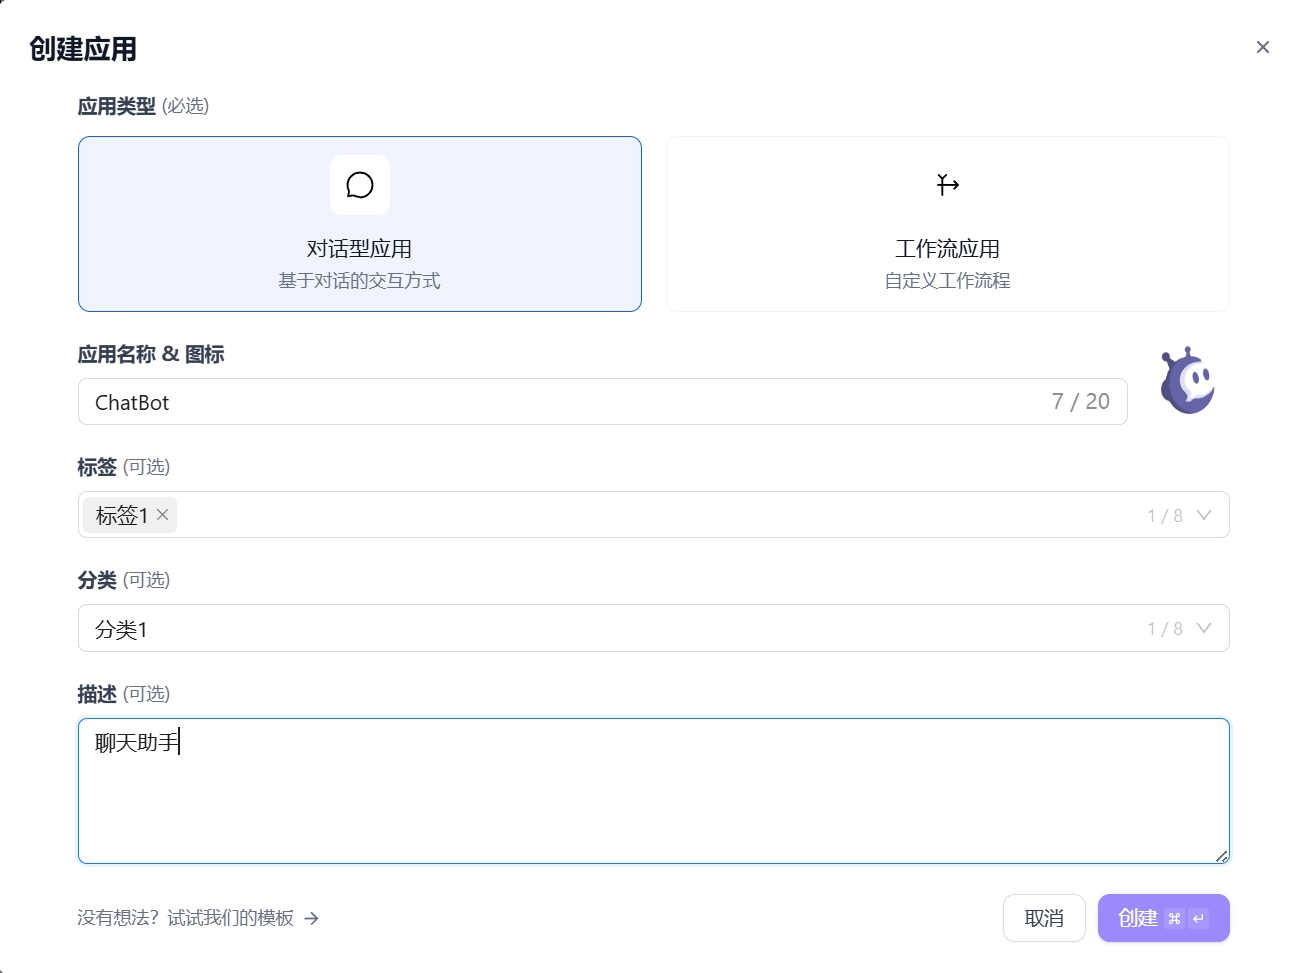 创建应用
应用类型 (必选)
对话型应用
基于对话的交互方式
工作流应用
自定义工作流程
应用名称 & 图标
ChatBot 7 / 20
标签 (可选)
标签1 1 / 8
分类 (可选)
分类1 1 / 8
描述 (可选)
聊天助手
没有想法？试试我们的模板 →
取消
创建 ⌘ ↵